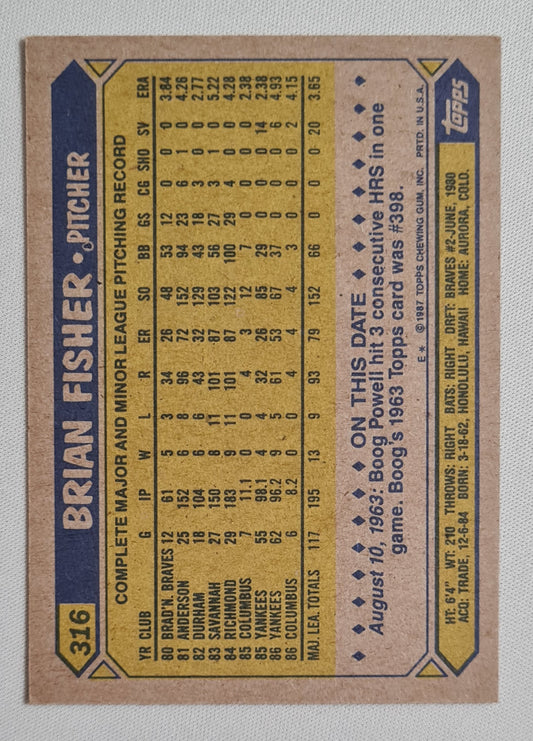 316 BRIAN FISHER • PITCHER
COMPLETE MAJOR AND MINOR LEAGUE PITCHING RECORD
YR CLUB G IP W L R ER SO BB GS CG SHO SV ERA
80 BRAD'N. BRAVES 12 61 5 3 34 26 48 53 12 0 0 0 3.84
81 ANDERSON 25 152 3 8 96 72 152 94 23 6 1 0 4.26
82 DURHAM 18 104 6 6 43 32 129 43 18 3 0 0 2.77
83 SAVANNAH 27 150 8 11 101 87 103 56 27 3 1 0 5.22
84 RICHMOND 29 183 9 11 101 87 107 100 29 4 0 0 4.28
85 COLUMBUS 7 11.1 0 0 4 3 12 7 0 0 0 0 2.38
85 YANKEES 55 98.1 4 4 32 26 85 29 0 0 0 14 2.38
86 YANKEES 62 96.2 9 5 61 53 67 37 0 0 0 6 4.93
86 COLUMBUS 6 8.2 0 0 4 4 4 3 0 0 0 2 4.15
MAJ. LEA. TOTALS 117 195 13 9 93 79 152 66 0 0 0 20 3.65
ON THIS DATE
August 10, 1963: Boog Powell hit 3 consecutive HRS in one
game. Boog's 1963 Topps card was #398.
E* © 1987 TOPPS CHEWING GUM, INC. PRTD. IN U.S.A.
HT: 6'4" WT: 210 THROWS: RIGHT BATS: RIGHT DRFT: BRAVES #2-JUNE, 1980
ACQ: TRADE, 12-6-84 BORN: 3-18-62, HONOLULU, HAWAII HOME: AURORA, COLO.
TOPPS